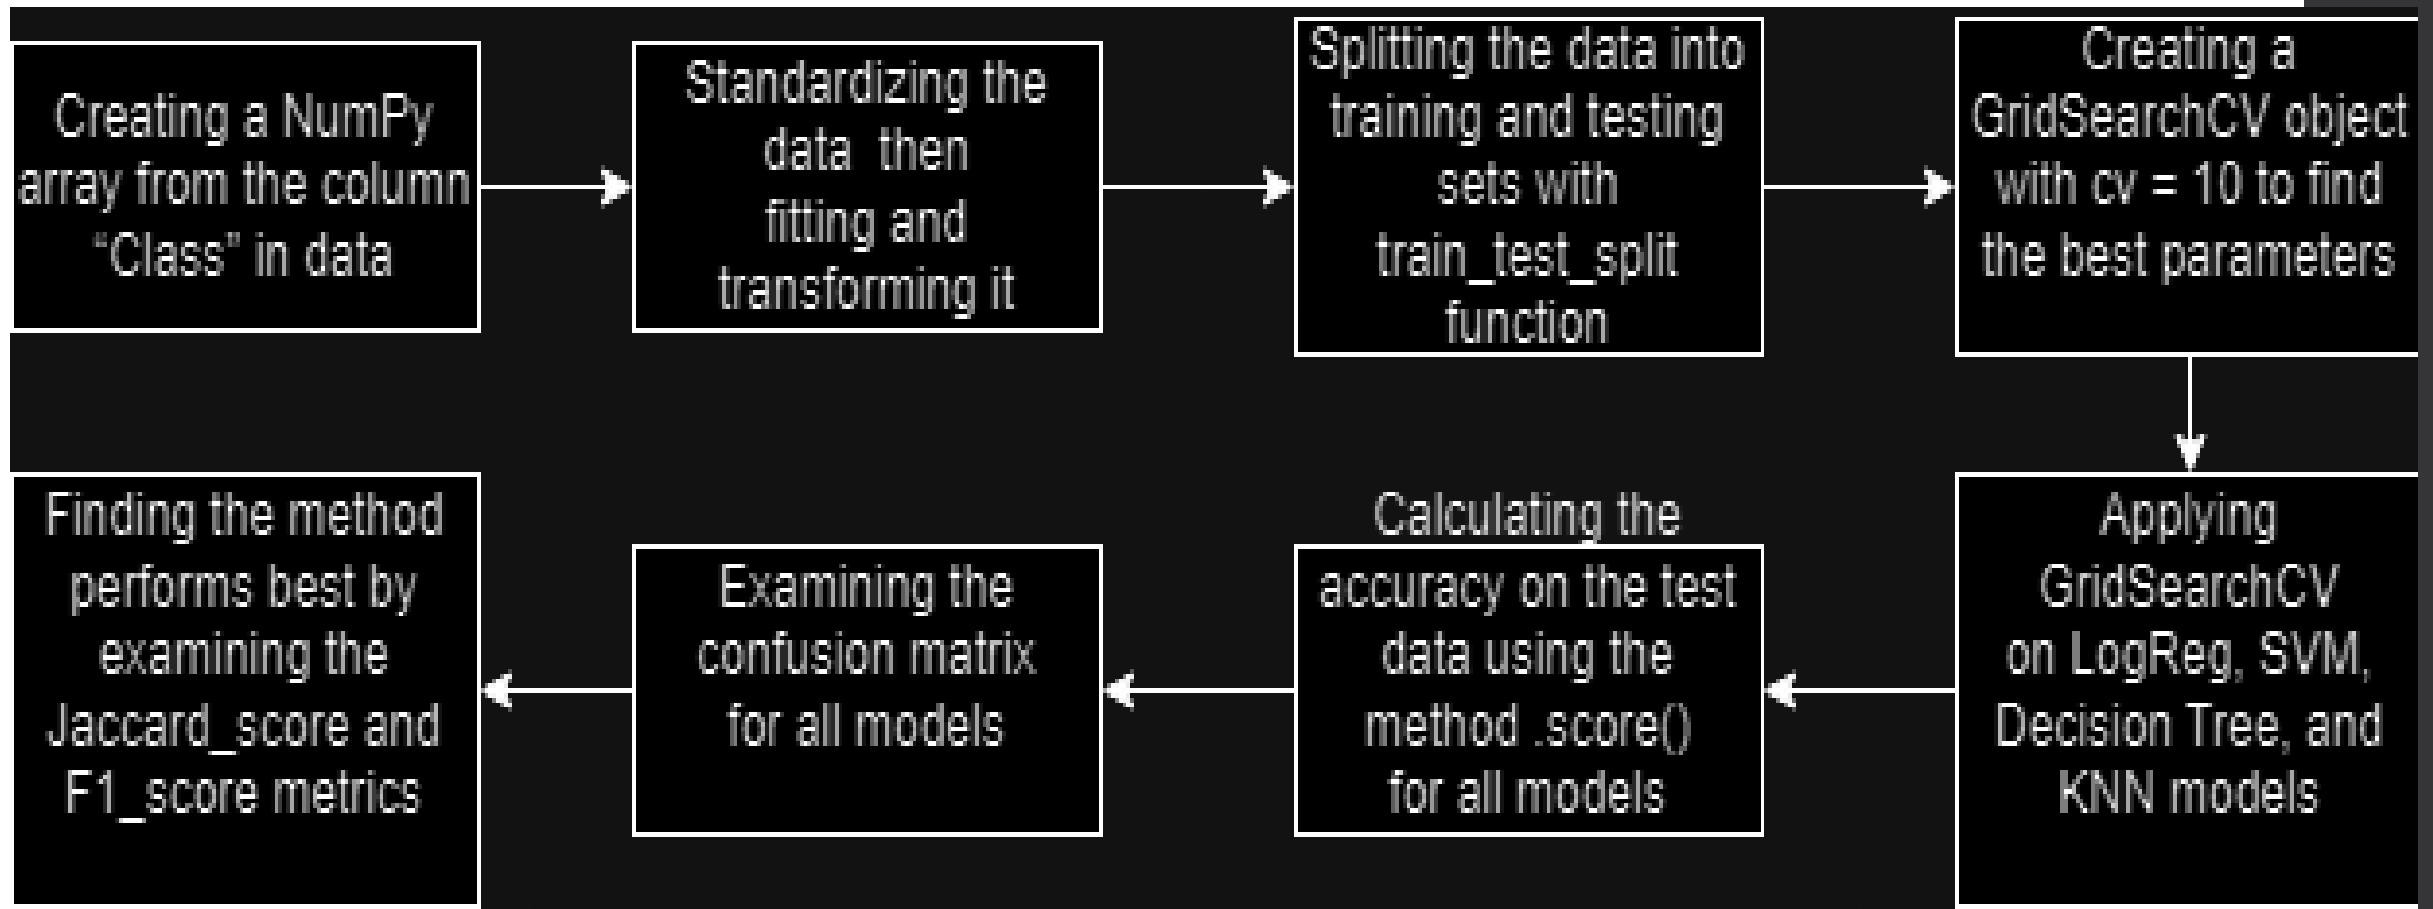 Creating a NumPy
array from the column
“Class” in data
Standardizing the
data then
fitting and
transforming it
Splitting the data into
training and testing
sets with
train_test_split
function
Creating a
GridSearchCV object
with cv = 10 to find
the best parameters
Applying
GridSearchCV
on LogReg, SVM,
Decision Tree, and
KNN models
Calculating the
accuracy on the test
data using the
method .score()
for all models
Examining the
confusion matrix
for all models
Finding the method
performs best by
examining the
Jaccard_score and
F1_score metrics